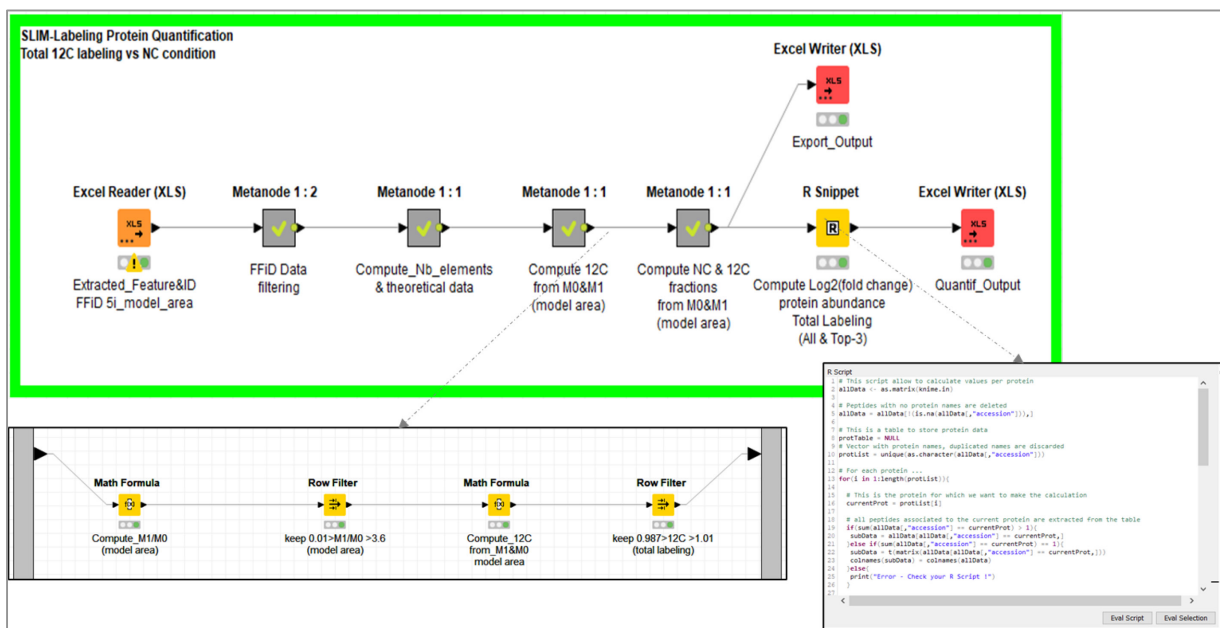 SLIM-Labeling Protein Quantification
Total 12C labeling vs NC condition
Excel Writer (XLS)
XLS
Export_Output
Excel Reader (XLS)
Metanode 1 : 2
Metanode 1 : 1
Metanode 1 : 1
Metanode 1 : 1
R Snippet
Excel Writer (XLS)
XLS
R
XLS
Extracted_Feature&ID
FFiD 5i_model_area
FFiD Data
filtering
Compute_Nb_elements
& theoretical data
Compute 12C
from M0&M1
(model area)
Compute NC & 12C
fractions
from M0&M1
(model area)
Compute Log2(fold change)
protein abundance
Total Labeling
(All & Top-3)
Quantif_Output
Math Formula
Row Filter
Math Formula
Row Filter
f(x)
f(x)
Compute_M1/M0
(model area)
keep 0.01>M1/M0 >3.6
(model area)
Compute_12C
from_M1&M0
model area
keep 0.987>12C >1.01
(total labeling)
R Script
1 # This script allow to calculate values per protein
2 allData <- as.matrix(knime.in)
3
4 # Peptides with no protein names are deleted
5 allData = allData[!(is.na(allData[,"accession"])),]
6
7 # This is a table to store protein data
8 protTable = NULL
9 # Vector with protein names, duplicated names are discarded
10 protList = unique(as.character(allData[,"accession"]))
11
12 # For each protein ...
13 for(i in 1:length(protList)){
14
15 # This is the protein for which we want to make the calculation
16 currentProt = protList[i]
17
18 # all peptides associated to the current protein are extracted from the table
19 if(sum(allData[,"accession"] == currentProt) > 1){
20 subData = allData[allData[,"accession"] == currentProt,]
21 }else if(sum(allData[,"accession"] == currentProt) == 1){
22 subData = t(matrix(allData[allData[,"accession"] == currentProt,]))
23 colnames(subData) = colnames(allData)
24 }else{
25 print("Error - Check your R Script !")
26 }
27
Eval Script
Eval Selection